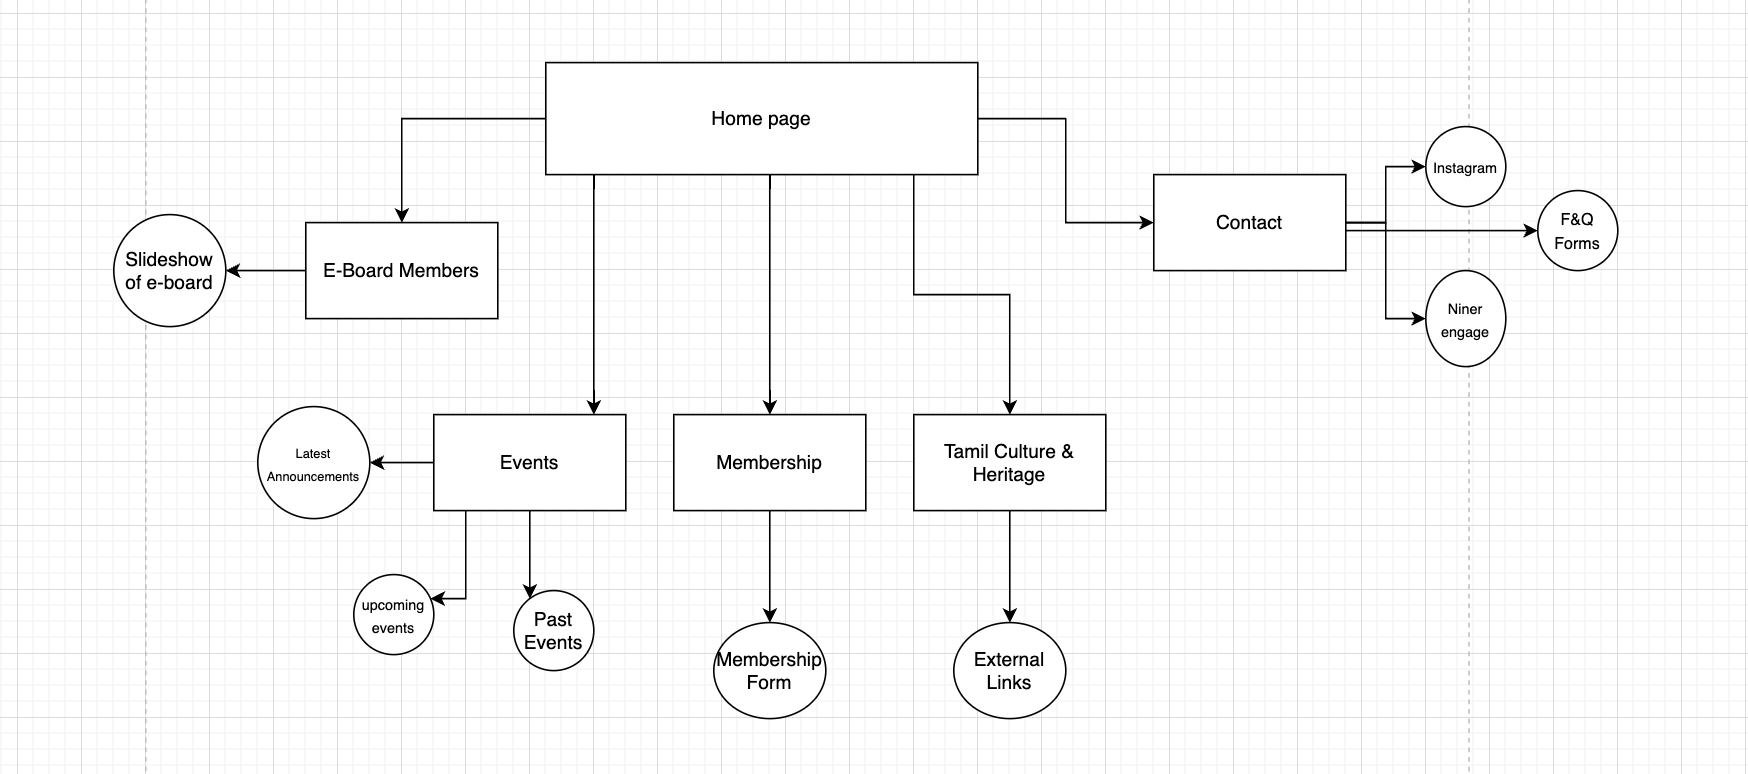 Home page
Instagram
Contact
F&Q
Forms
Slideshow
of e-board
E-Board Members
Niner
engage
Latest
Announcements
Events
Membership
Tamil Culture &
Heritage
upcoming
events
Past
Events
Membership
Form
External
Links